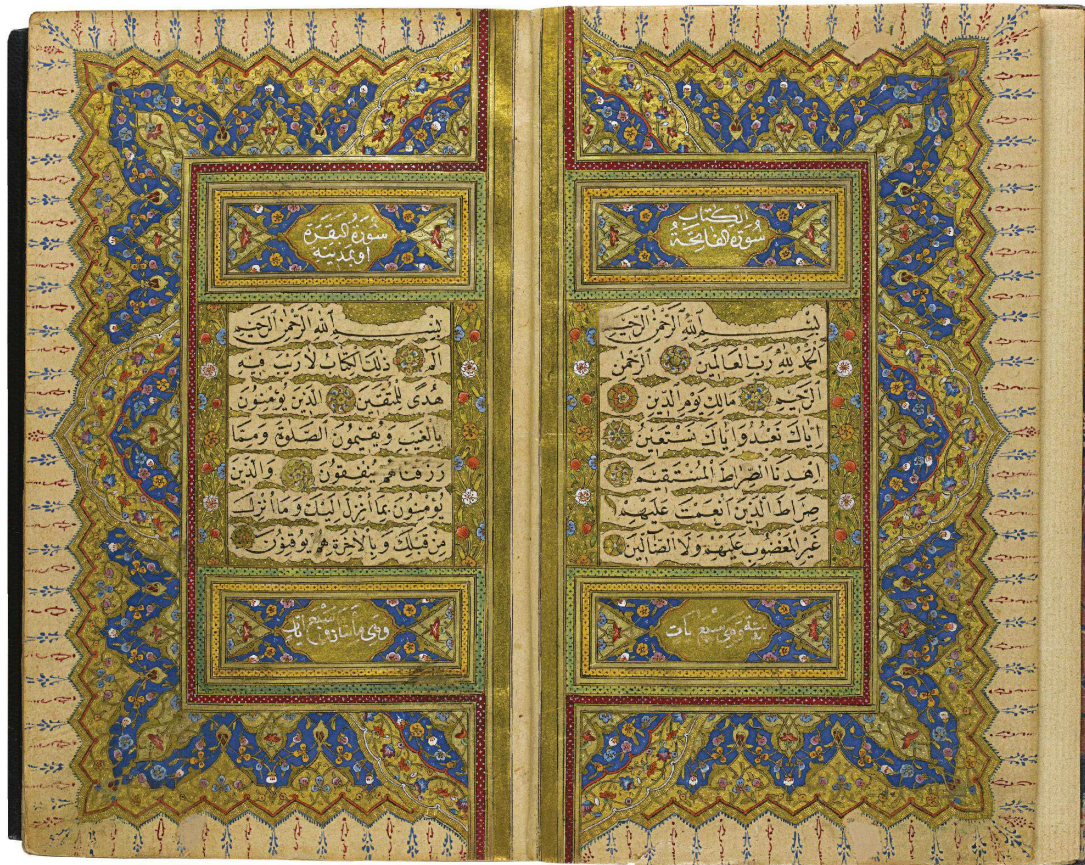 الكتاب
سورة الفاتحة
بسم الله الرحمن الرحيم
الحمد لله رب العالمين الرحمن
الرحيم مالك يوم الدين
اياك نعبد واياك نستعين
اهدنا الصراط المستقيم
صراط الذين انعمت عليهم
غير المغضوب عليهم ولا الضالين
وهي سبع ايات
سورة البقرة
بسم الله الرحمن الرحيم
الم ذلك الكتاب لا ريب فيه
هدى للمتقين الذين يؤمنون
بالغيب ويقيمون الصلوة ومما
رزقناهم ينفقون والذين
يؤمنون بما انزل اليك وما انزل
من قبلك وبالآخرة هم يوقنون
وهي مائتان